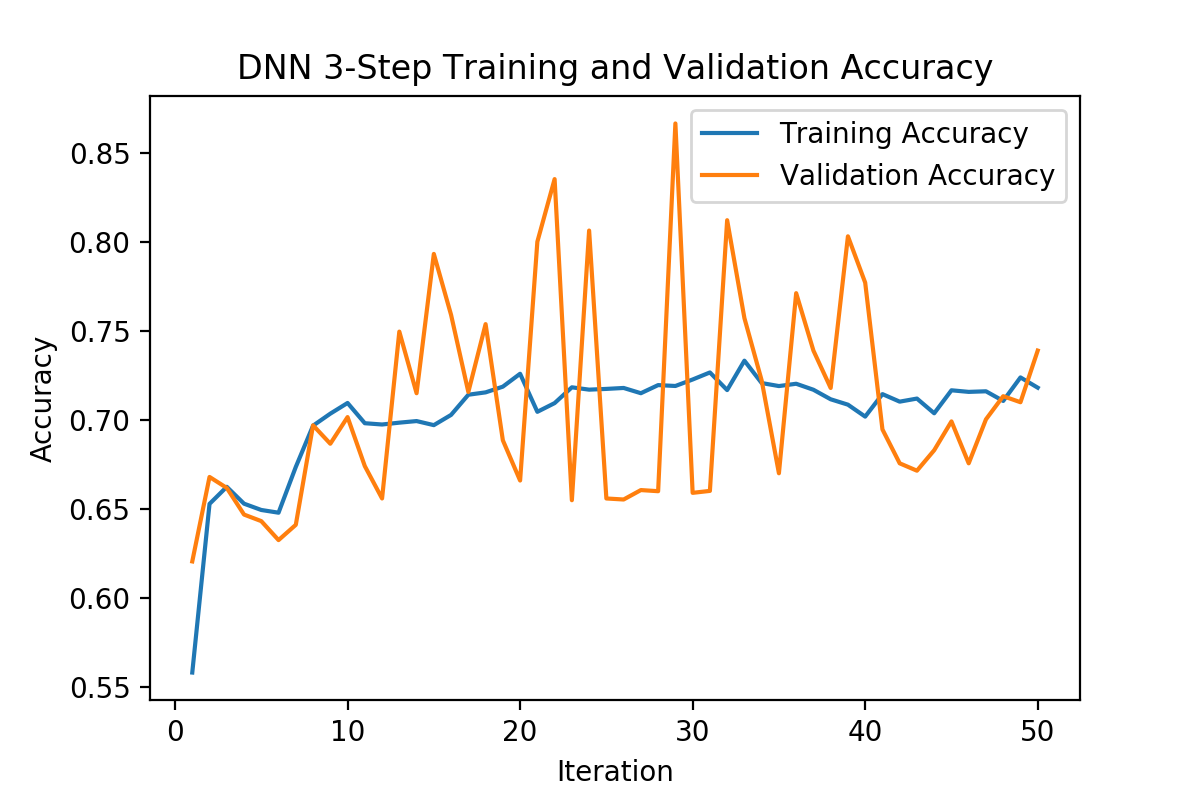 DNN 3-Step Training and Validation Accuracy
Training Accuracy
Validation Accuracy
Accuracy
0.85
0.80
0.75
0.70
0.65
0.60
0.55
0 10 20 30 40 50
Iteration